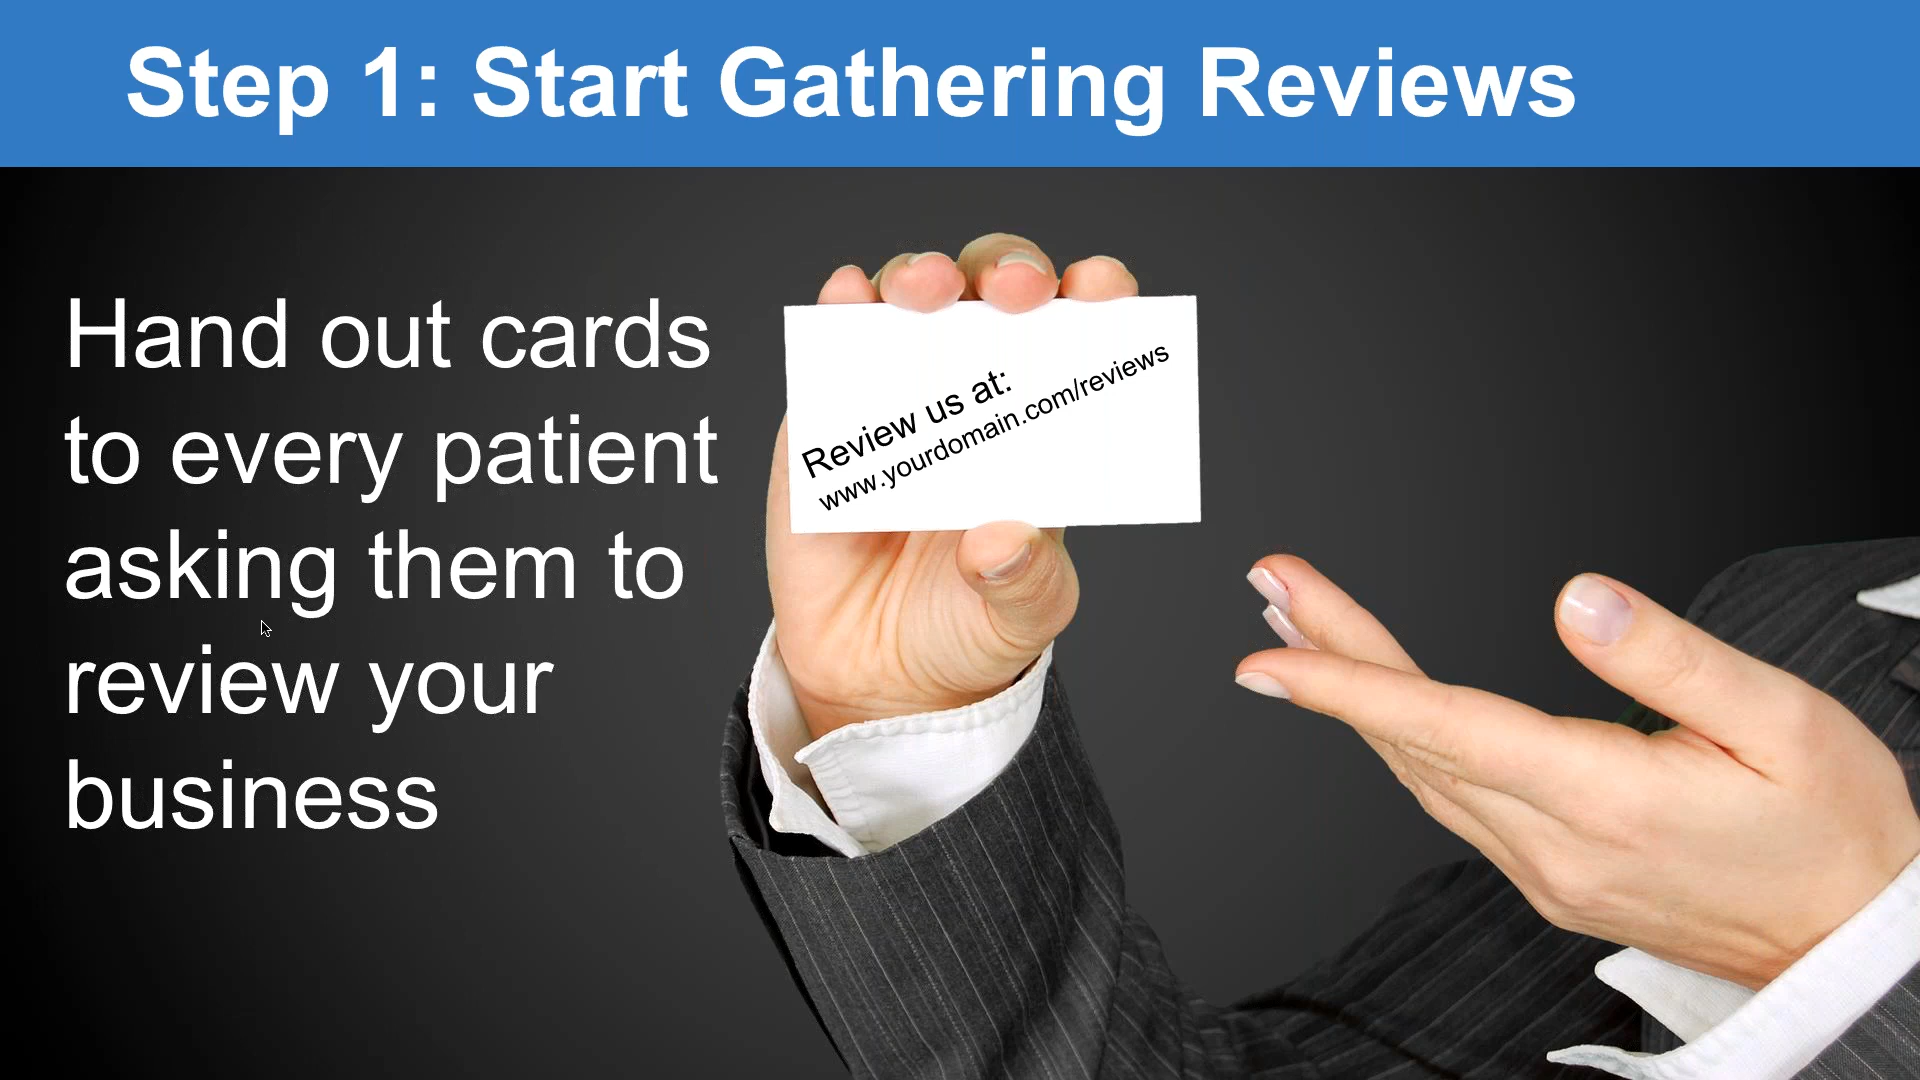 Step 1: Start Gathering Reviews
Hand out cards
to every patient
asking them to
review your
business
Review us at:
www.yourdomain.com/reviews